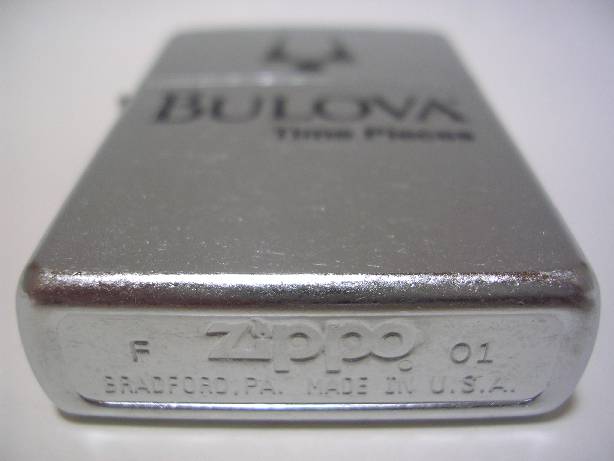 BULOVA
Time Pieces
F Zippo 01
BRADFORD, PA. MADE IN U.S.A.